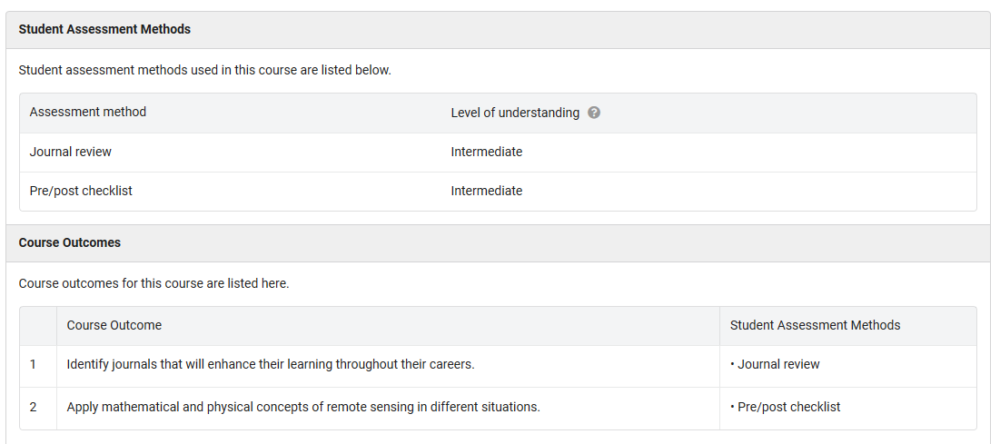 Student Assessment Methods
Student assessment methods used in this course are listed below.
Assessment method Level of understanding ?
Journal review Intermediate
Pre/post checklist Intermediate
Course Outcomes
Course outcomes for this course are listed here.
Course Outcome Student Assessment Methods
1 Identify journals that will enhance their learning throughout their careers. • Journal review
2 Apply mathematical and physical concepts of remote sensing in different situations. • Pre/post checklist